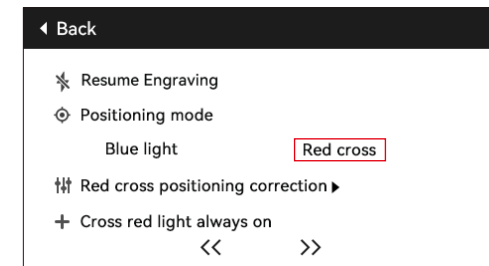 Back
Resume Engraving
Positioning mode
Blue light Red cross
Red cross positioning correction
Cross red light always on
<< >>